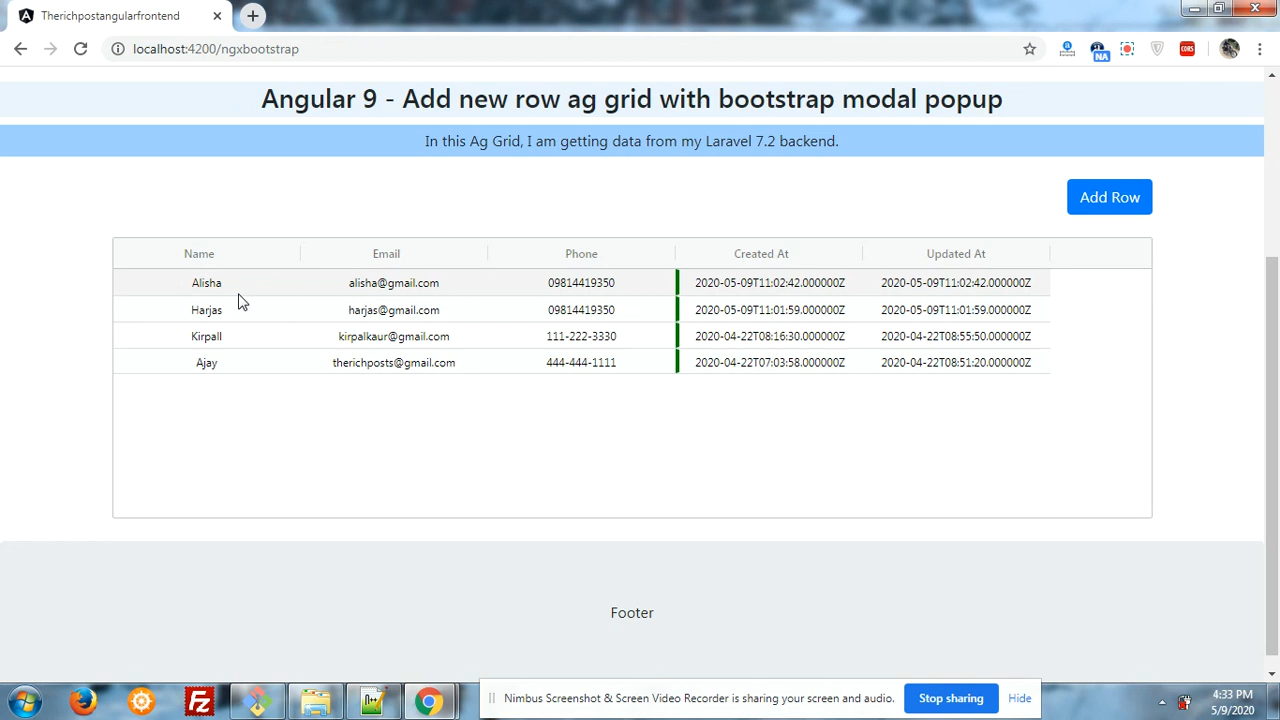 Therichpostangularfrontend
localhost:4200/ngxbootstrap
NA
CORS
Angular 9 - Add new row ag grid with bootstrap modal popup
In this Ag Grid, I am getting data from my Laravel 7.2 backend.
Add Row
Name Email Phone Created At Updated At
Alisha alisha@gmail.com 09814419350 2020-05-09T11:02:42.000000Z 2020-05-09T11:02:42.000000Z
Harjas harjas@gmail.com 09814419350 2020-05-09T11:01:59.000000Z 2020-05-09T11:01:59.000000Z
Kirpall kirpalkaur@gmail.com 111-222-3330 2020-04-22T08:16:30.000000Z 2020-04-22T08:55:50.000000Z
Ajay therichposts@gmail.com 444-444-1111 2020-04-22T07:03:58.000000Z 2020-04-22T08:51:20.000000Z
Footer
Nimbus Screenshot & Screen Video Recorder is sharing your screen and audio. Stop sharing Hide
4:33 PM
5/9/2020